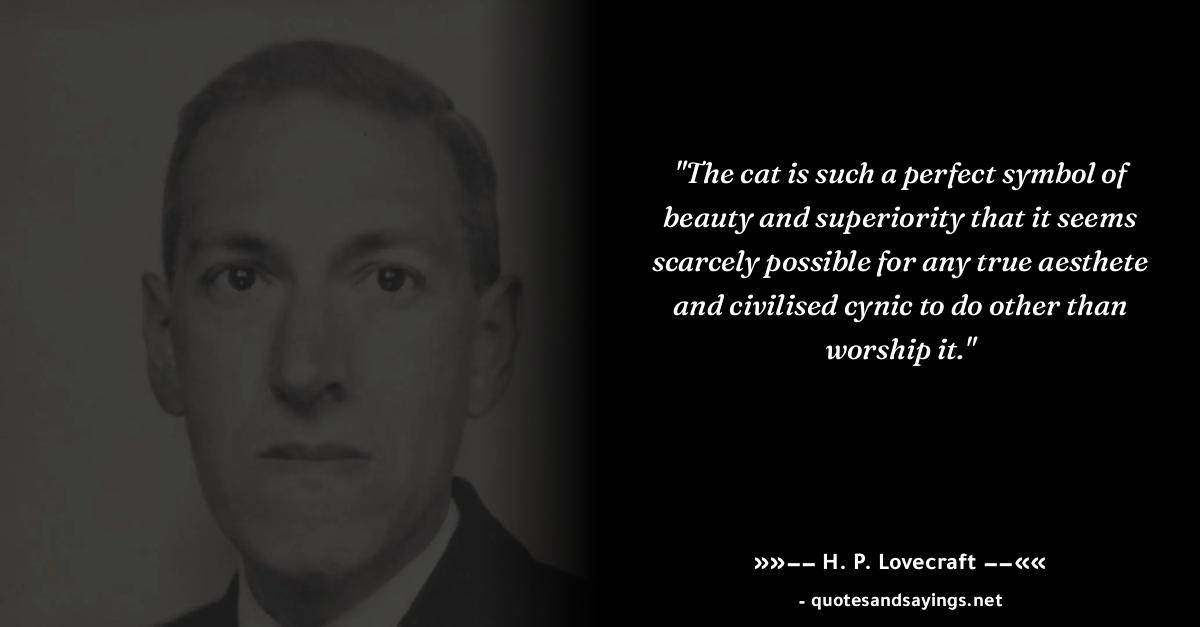 "The cat is such a perfect symbol of
beauty and superiority that it seems
scarcely possible for any true aesthete
and civilised cynic to do other than
worship it."
»»–– H. P. Lovecraft ––««
- quotesandsayings.net